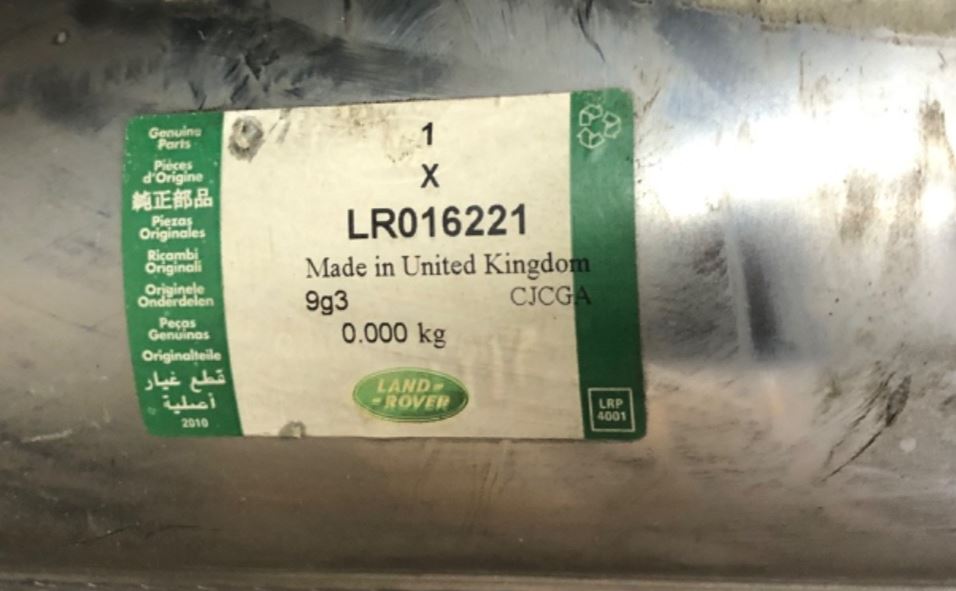 Genuine
Parts
Pièces
d'Origine
純正部品
Piezas
Originales
Ricambi
Originali
Originele
Onderdelen
Peças
Genuínas
Originalteile
قطع غيار
أصلية
2010
1
X
LR016221
Made in United Kingdom
9g3 CJCGA
0.000 kg
LAND-
-ROVER
LRP
4001